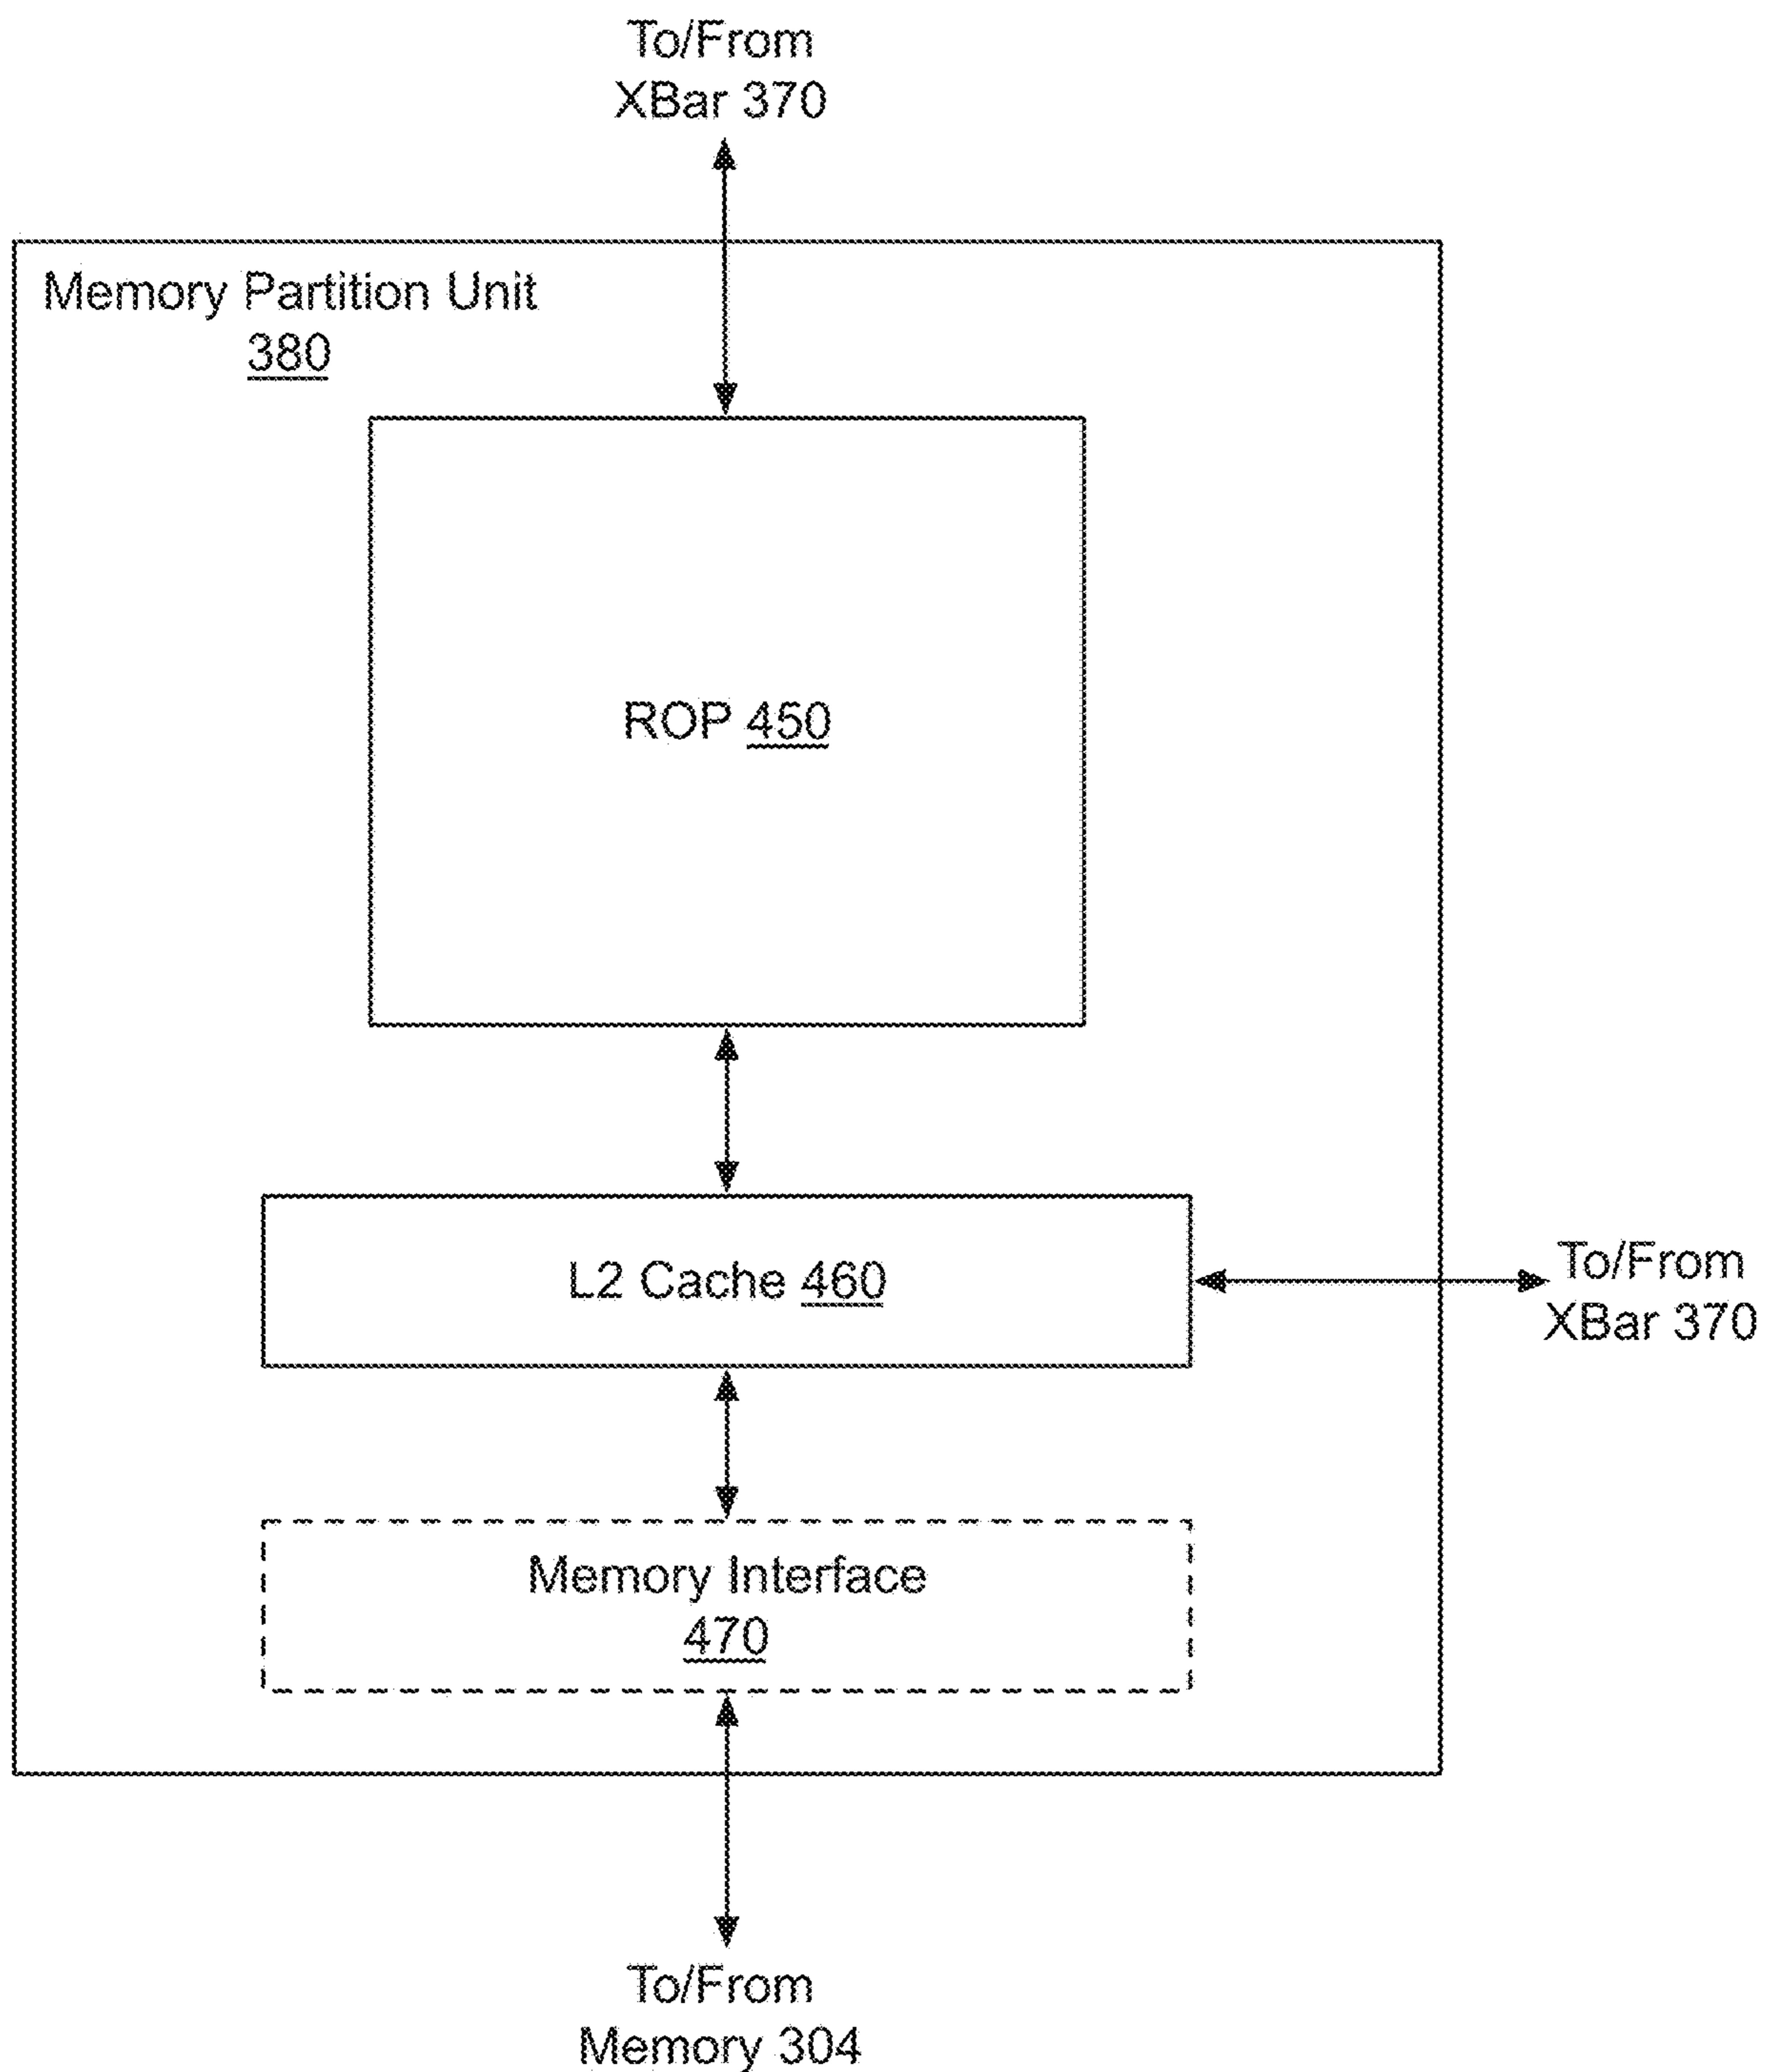 To/From
XBar 370
Memory Partition Unit
380
ROP 450
L2 Cache 460
To/From
XBar 370
Memory Interface
470
To/From
Memory 304